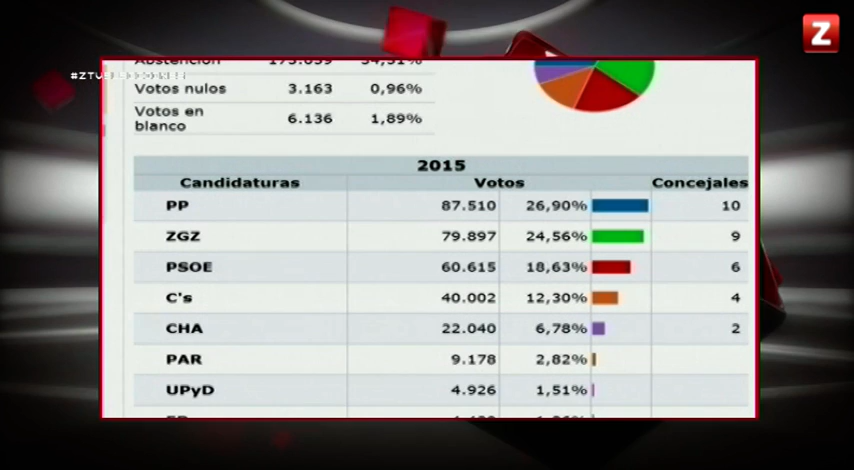 Z
#ZTV
Votos nulos 3.163 0,96%
Votos en
blanco 6.136 1,89%
2015
Candidaturas Votos Concejales
PP 87.510 26,90% 10
ZGZ 79.897 24,56% 9
PSOE 60.615 18,63% 6
C's 40.002 12,30% 4
CHA 22.040 6,78% 2
PAR 9.178 2,82%
UPyD 4.926 1,51%